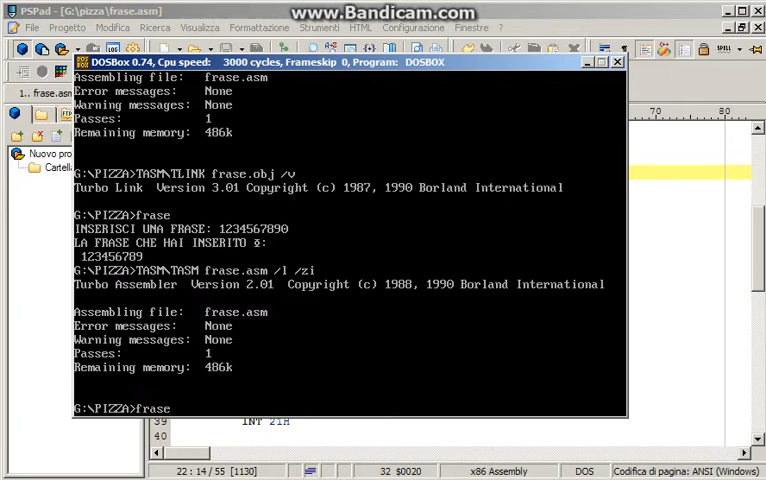 www.Bandicam.com
PSPad - [G:\pizza\frase.asm]
File Progetto Modifica Ricerca Visualizza Formattazione Strumenti HTML Configurazione Finestre
DOSBox 0.74, Cpu speed: 3000 cycles, Frameskip 0, Program: DOSBOX
1.. frase.asm
70 80
Nuovo pro
Cartel
Assembling file: frase.asm
Error messages: None
Warning messages: None
Passes: 1
Remaining memory: 486k
G:\PIZZA>TASM\TLINK frase.obj /v
Turbo Link Version 3.01 Copyright (c) 1987, 1990 Borland International
G:\PIZZA>frase
INSERISCI UNA FRASE: 1234567890
LA FRASE CHE HAI INSERITO Φ:
123456789
G:\PIZZA>TASM\TASM frase.asm /l /zi
Turbo Assembler Version 2.01 Copyright (c) 1988, 1990 Borland International
Assembling file: frase.asm
Error messages: None
Warning messages: None
Passes: 1
Remaining memory: 486k
G:\PIZZA>frase
39 INT 21H
40
22 : 14 / 55 [1130] 32 $0020 x86 Assembly DOS Codifica di pagina: ANSI (Windows)